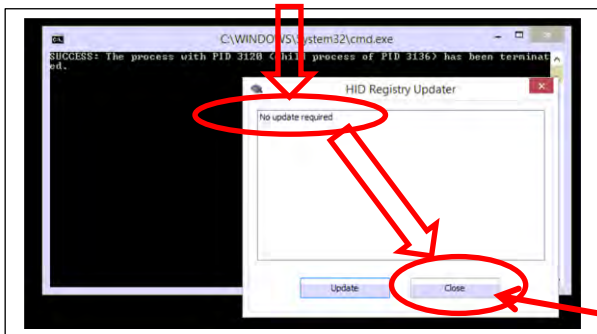 C:\WINDOWS\System32\cmd.exe
SUCCESS: The process with PID 3120 (child process of PID 3136) has been terminat
ed.
HID Registry Updater
No update required
Update
Close